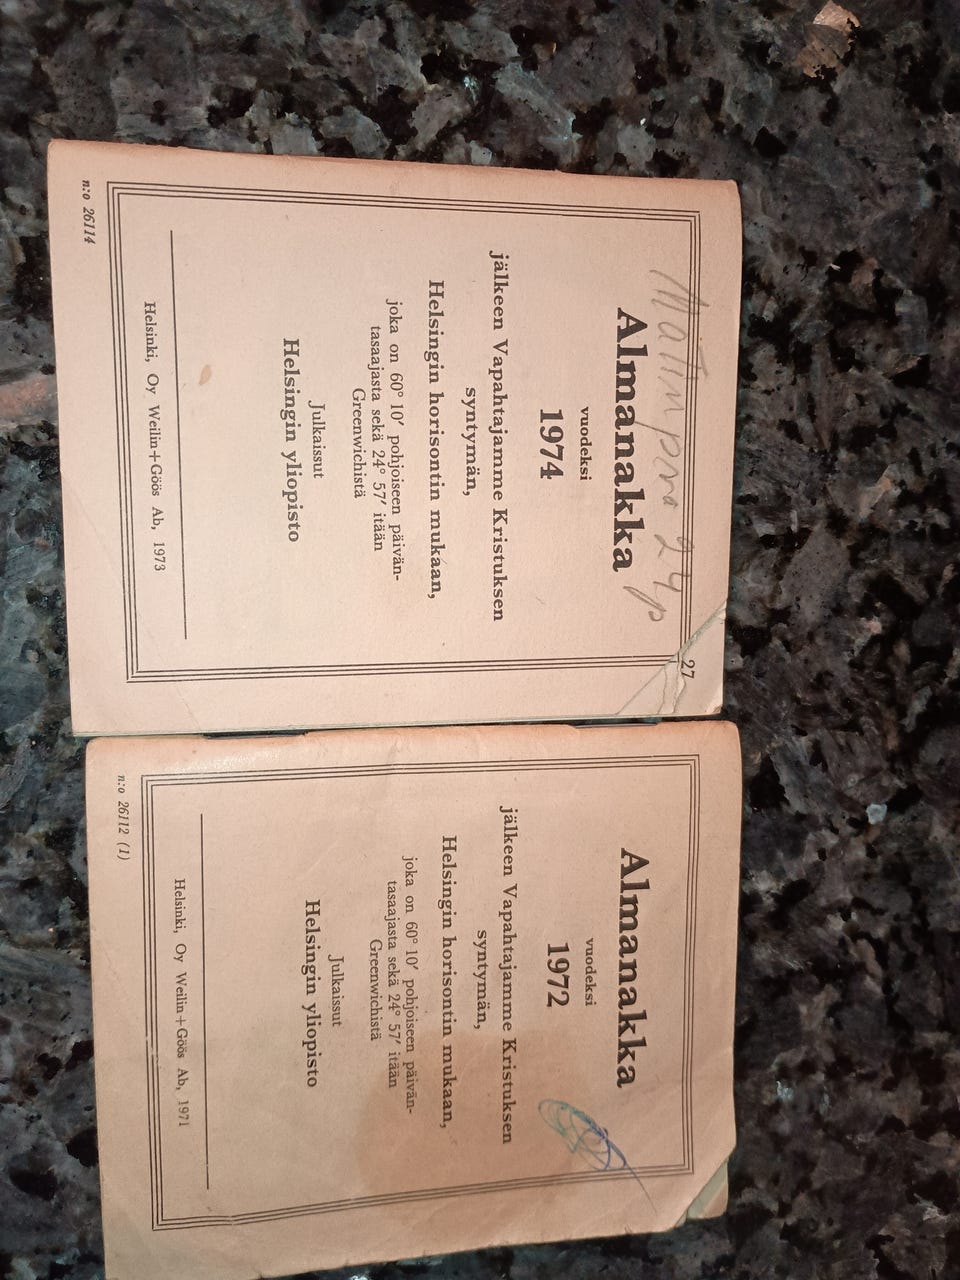 Matin pma 24p
27
Almanakka
vuodeksi
1974
jälkeen Vapahtajamme Kristuksen
syntymän,
Helsingin horisontin mukaan,
joka on 60° 10′ pohjoiseen päivän-
tasaajasta sekä 24° 57′ itään
Greenwichistä
Julkaissut
Helsingin yliopisto
Helsinki, Oy Weilin+Göös Ab, 1973
n:o 26114
Almanakka
vuodeksi
1972
jälkeen Vapahtajamme Kristuksen
syntymän,
Helsingin horisontin mukaan,
joka on 60° 10′ pohjoiseen päivän-
tasaajasta sekä 24° 57′ itään
Greenwichistä
Julkaissut
Helsingin yliopisto
Helsinki, Oy Weilin+Göös Ab, 1971
n:o 26112 (1)